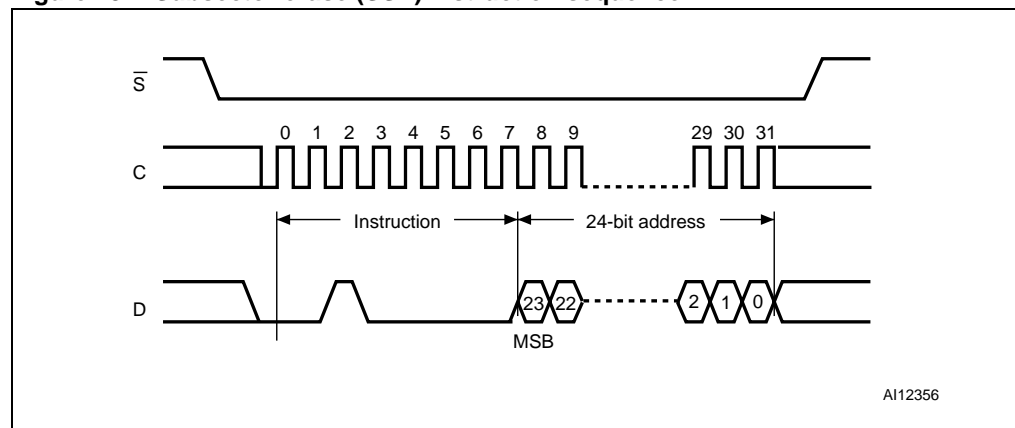 S
0 1 2 3 4 5 6 7 8 9 29 30 31
C
Instruction 24-bit address
D 23 22 2 1 0
MSB
AI12356